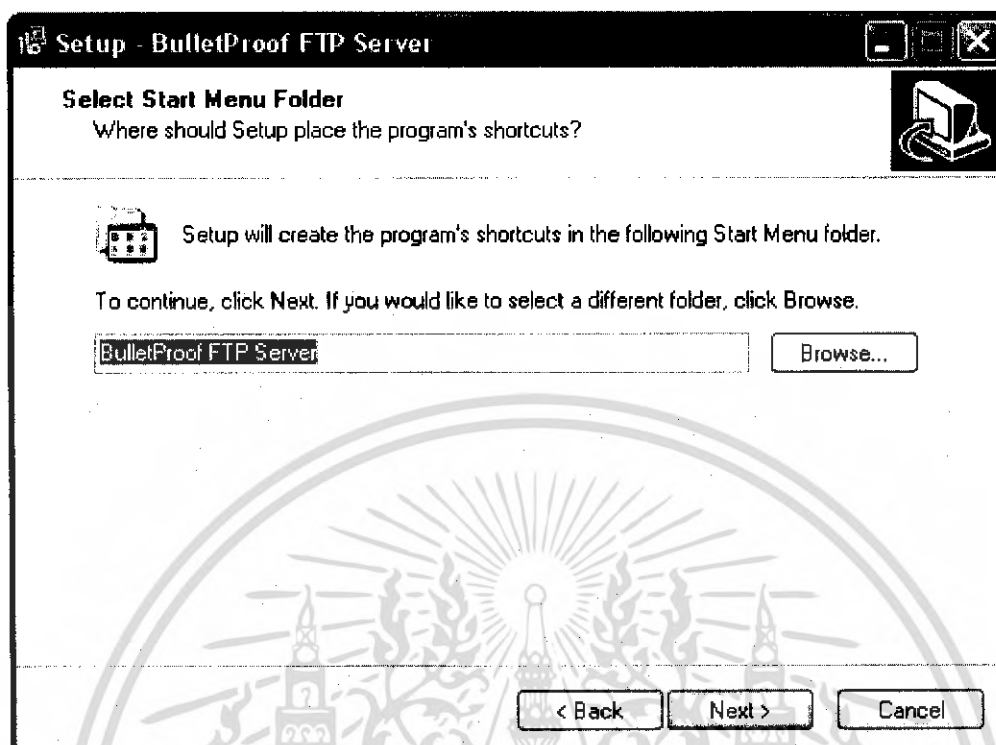 Setup - BulletProof FTP Server
Select Start Menu Folder
Where should Setup place the program's shortcuts?
Setup will create the program's shortcuts in the following Start Menu folder.
To continue, click Next. If you would like to select a different folder, click Browse.
BulletProof FTP Server
Browse...
< Back
Next >
Cancel